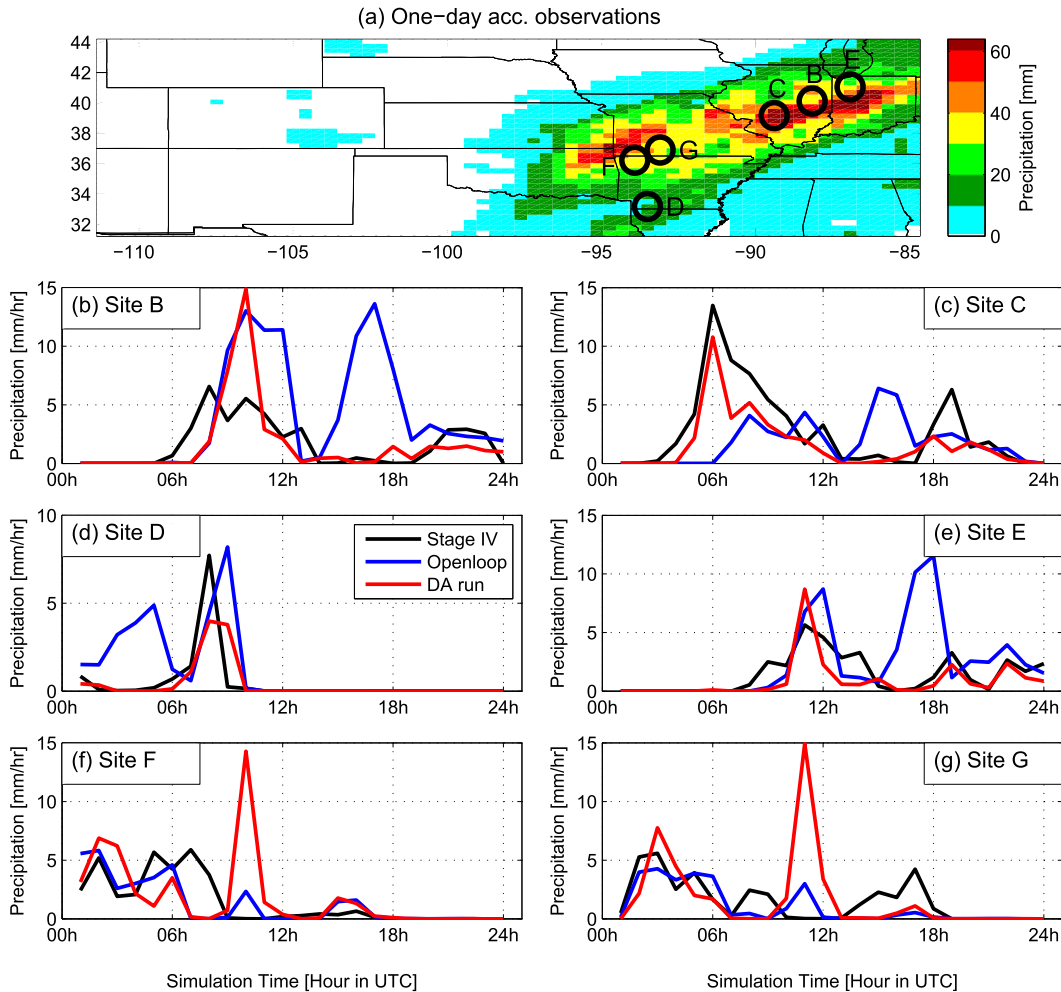 (a) One−day acc. observations
44
42
40
38
36
34
32
−110
−105
−100
−95
−90
−85
E
B
C
G
F
D
60
40
20
0
Precipitation [mm]
(b) Site B
Precipitation [mm/hr]
15
10
5
0
00h
06h
12h
18h
24h
(c) Site C
Precipitation [mm/hr]
15
10
5
0
00h
06h
12h
18h
24h
(d) Site D
Precipitation [mm/hr]
10
5
0
00h
06h
12h
18h
24h
Stage IV
Openloop
DA run
(e) Site E
Precipitation [mm/hr]
15
10
5
0
00h
06h
12h
18h
24h
(f) Site F
Precipitation [mm/hr]
15
10
5
0
00h
06h
12h
18h
24h
Simulation Time [Hour in UTC]
(g) Site G
Precipitation [mm/hr]
15
10
5
0
00h
06h
12h
18h
24h
Simulation Time [Hour in UTC]